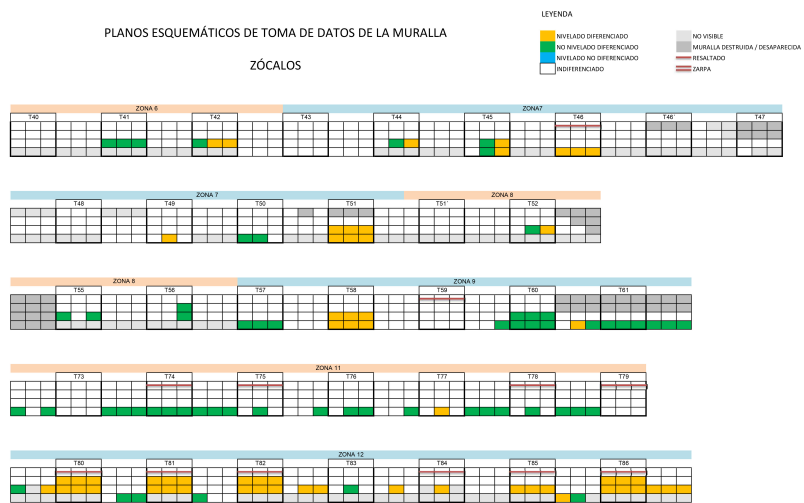 LEYENDA
PLANOS ESQUEMÁTICOS DE TOMA DE DATOS DE LA MURALLA
ZÓCALOS
NIVELADO DIFERENCIADO
NO NIVELADO DIFERENCIADO
NIVELADO NO DIFERENCIADO
INDIFERENCIADO
NO VISIBLE
MURALLA DESTRUIDA / DESAPARECIDA
RESALTADO
ZARPA
ZONA 6 ZONA7
T40 T41 T42 T43 T44 T45 T46 T46´ T47
ZONA 7 ZONA 8
T48 T49 T50 T51 T51´ T52
ZONA 8 ZONA 9
T55 T56 T57 T58 T59 T60 T61
ZONA 11
T73 T74 T75 T76 T77 T78 T79
ZONA 12
T80 T81 T82 T83 T84 T85 T86